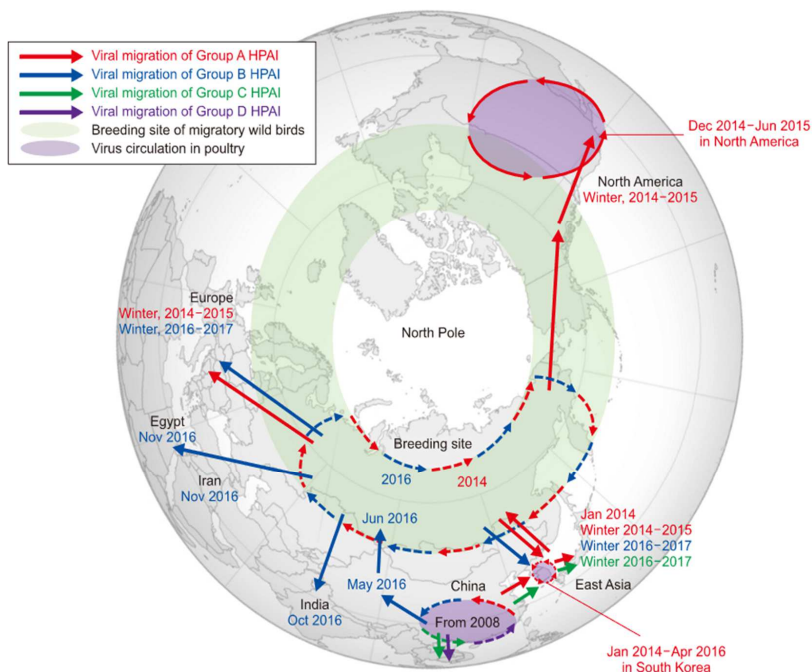 Viral migration of Group A HPAI
Viral migration of Group B HPAI
Viral migration of Group C HPAI
Viral migration of Group D HPAI
Breeding site of migratory wild birds
Virus circulation in poultry
Dec 2014–Jun 2015
in North America
North America
Winter, 2014–2015
Europe
Winter, 2014–2015
Winter, 2016–2017
North Pole
Egypt
Nov 2016
Iran
Nov 2016
Breeding site
2016
2014
Jun 2016
Jan 2014
Winter 2014–2015
Winter 2016–2017
Winter 2016–2017
East Asia
China
May 2016
India
Oct 2016
From 2008
Jan 2014–Apr 2016
in South Korea